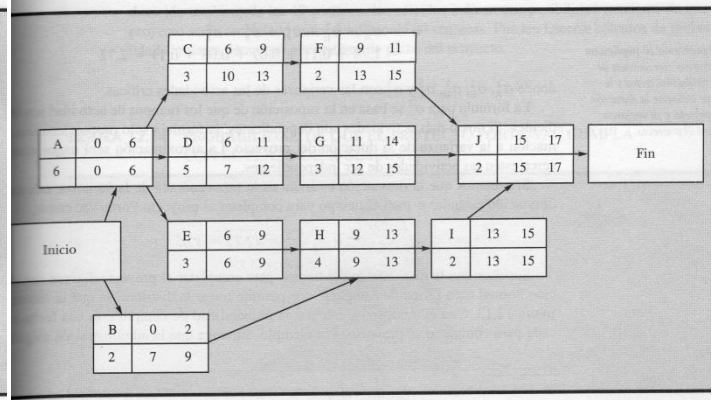 C 6 9
3 10 13
F 9 11
2 13 15
A 0 6
6 0 6
D 6 11
5 7 12
G 11 14
3 12 15
J 15 17
2 15 17
Fin
Inicio
E 6 9
3 6 9
H 9 13
4 9 13
I 13 15
2 13 15
B 0 2
2 7 9